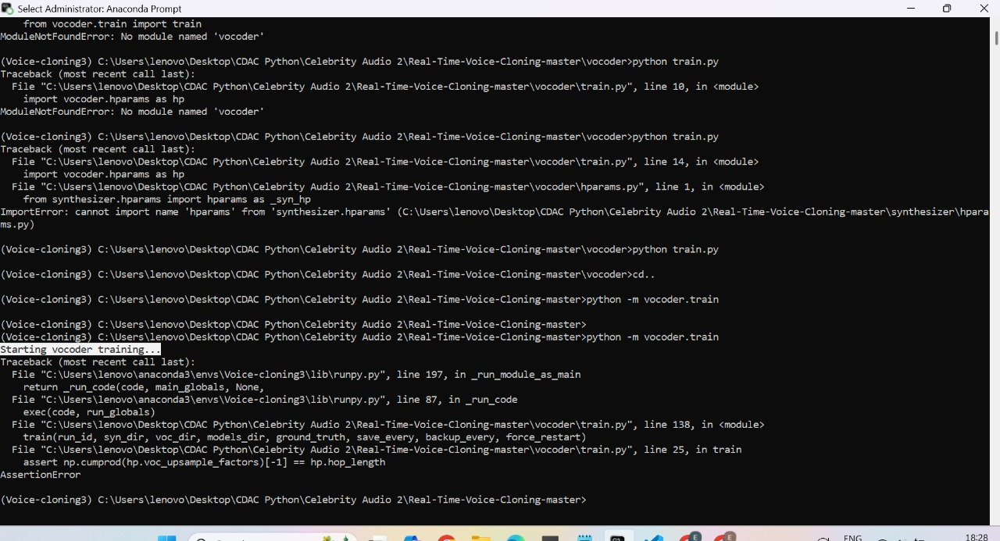 Select Administrator: Anaconda Prompt
from vocoder.train import train
ModuleNotFoundError: No module named 'vocoder'
(Voice-cloning3) C:\Users\lenovo\Desktop\CDAC Python\Celebrity Audio 2\Real-Time-Voice-Cloning-master\vocoder>python train.py
Traceback (most recent call last):
File "C:\Users\lenovo\Desktop\CDAC Python\Celebrity Audio 2\Real-Time-Voice-Cloning-master\vocoder\train.py", line 10, in <module>
import vocoder.hparams as hp
ModuleNotFoundError: No module named 'vocoder'
(Voice-cloning3) C:\Users\lenovo\Desktop\CDAC Python\Celebrity Audio 2\Real-Time-Voice-Cloning-master\vocoder>python train.py
Traceback (most recent call last):
File "C:\Users\lenovo\Desktop\CDAC Python\Celebrity Audio 2\Real-Time-Voice-Cloning-master\vocoder\train.py", line 14, in <module>
import vocoder.hparams as hp
File "C:\Users\lenovo\Desktop\CDAC Python\Celebrity Audio 2\Real-Time-Voice-Cloning-master\vocoder\hparams.py", line 1, in <module>
from synthesizer.hparams import hparams as _syn_hp
ImportError: cannot import name 'hparams' from 'synthesizer.hparams' (C:\Users\lenovo\Desktop\CDAC Python\Celebrity Audio 2\Real-Time-Voice-Cloning-master\synthesizer\hpara
ms.py)
(Voice-cloning3) C:\Users\lenovo\Desktop\CDAC Python\Celebrity Audio 2\Real-Time-Voice-Cloning-master\vocoder>python train.py
(Voice-cloning3) C:\Users\lenovo\Desktop\CDAC Python\Celebrity Audio 2\Real-Time-Voice-Cloning-master\vocoder>cd..
(Voice-cloning3) C:\Users\lenovo\Desktop\CDAC Python\Celebrity Audio 2\Real-Time-Voice-Cloning-master>python -m vocoder.train
(Voice-cloning3) C:\Users\lenovo\Desktop\CDAC Python\Celebrity Audio 2\Real-Time-Voice-Cloning-master>
(Voice-cloning3) C:\Users\lenovo\Desktop\CDAC Python\Celebrity Audio 2\Real-Time-Voice-Cloning-master>python -m vocoder.train
Starting vocoder training...
Traceback (most recent call last):
File "C:\Users\lenovo\anaconda3\envs\Voice-cloning3\lib\runpy.py", line 197, in _run_module_as_main
return _run_code(code, main_globals, None,
File "C:\Users\lenovo\anaconda3\envs\Voice-cloning3\lib\runpy.py", line 87, in _run_code
exec(code, run_globals)
File "C:\Users\lenovo\Desktop\CDAC Python\Celebrity Audio 2\Real-Time-Voice-Cloning-master\vocoder\train.py", line 138, in <module>
train(run_id, syn_dir, voc_dir, models_dir, ground_truth, save_every, backup_every, force_restart)
File "C:\Users\lenovo\Desktop\CDAC Python\Celebrity Audio 2\Real-Time-Voice-Cloning-master\vocoder\train.py", line 25, in train
assert np.cumprod(hp.voc_upsample_factors)[-1] == hp.hop_length
AssertionError
(Voice-cloning3) C:\Users\lenovo\Desktop\CDAC Python\Celebrity Audio 2\Real-Time-Voice-Cloning-master>
E
E
ENG
18:28